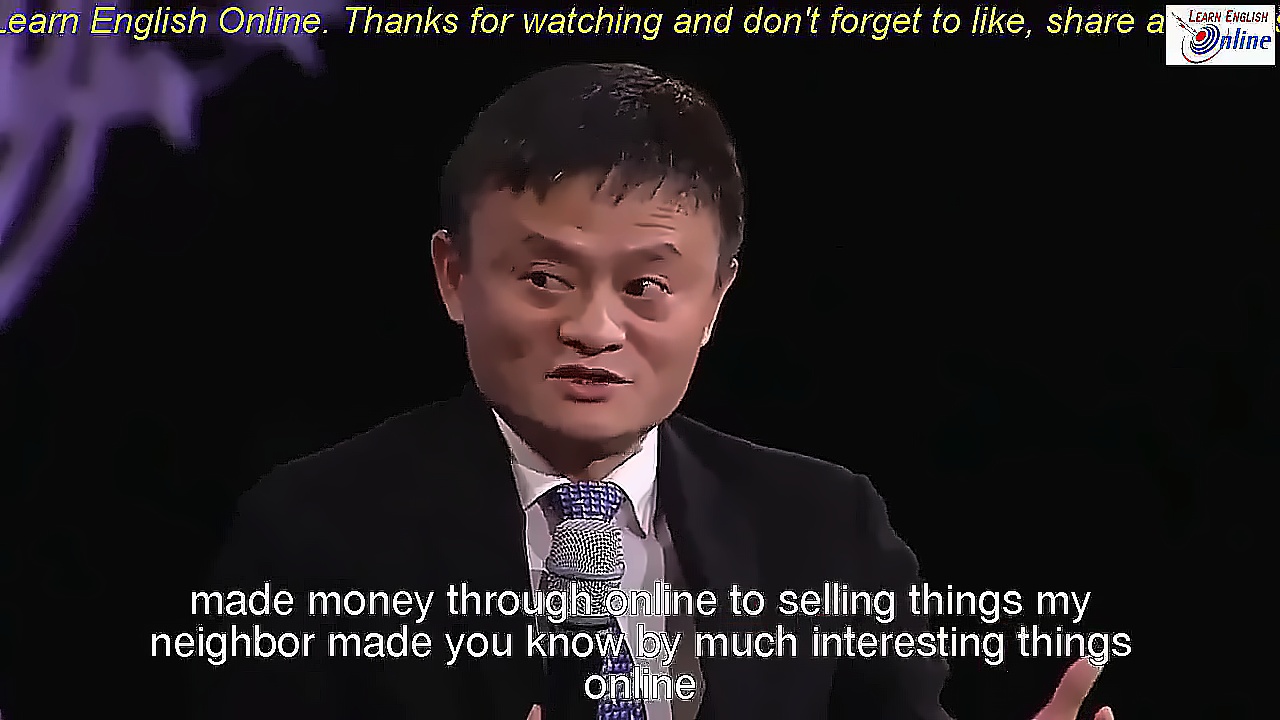 Learn English Online. Thanks for watching and don't forget to like, share a
LEARN ENGLISH
Online
made money through online to selling things my
neighbor made you know by much interesting things
online